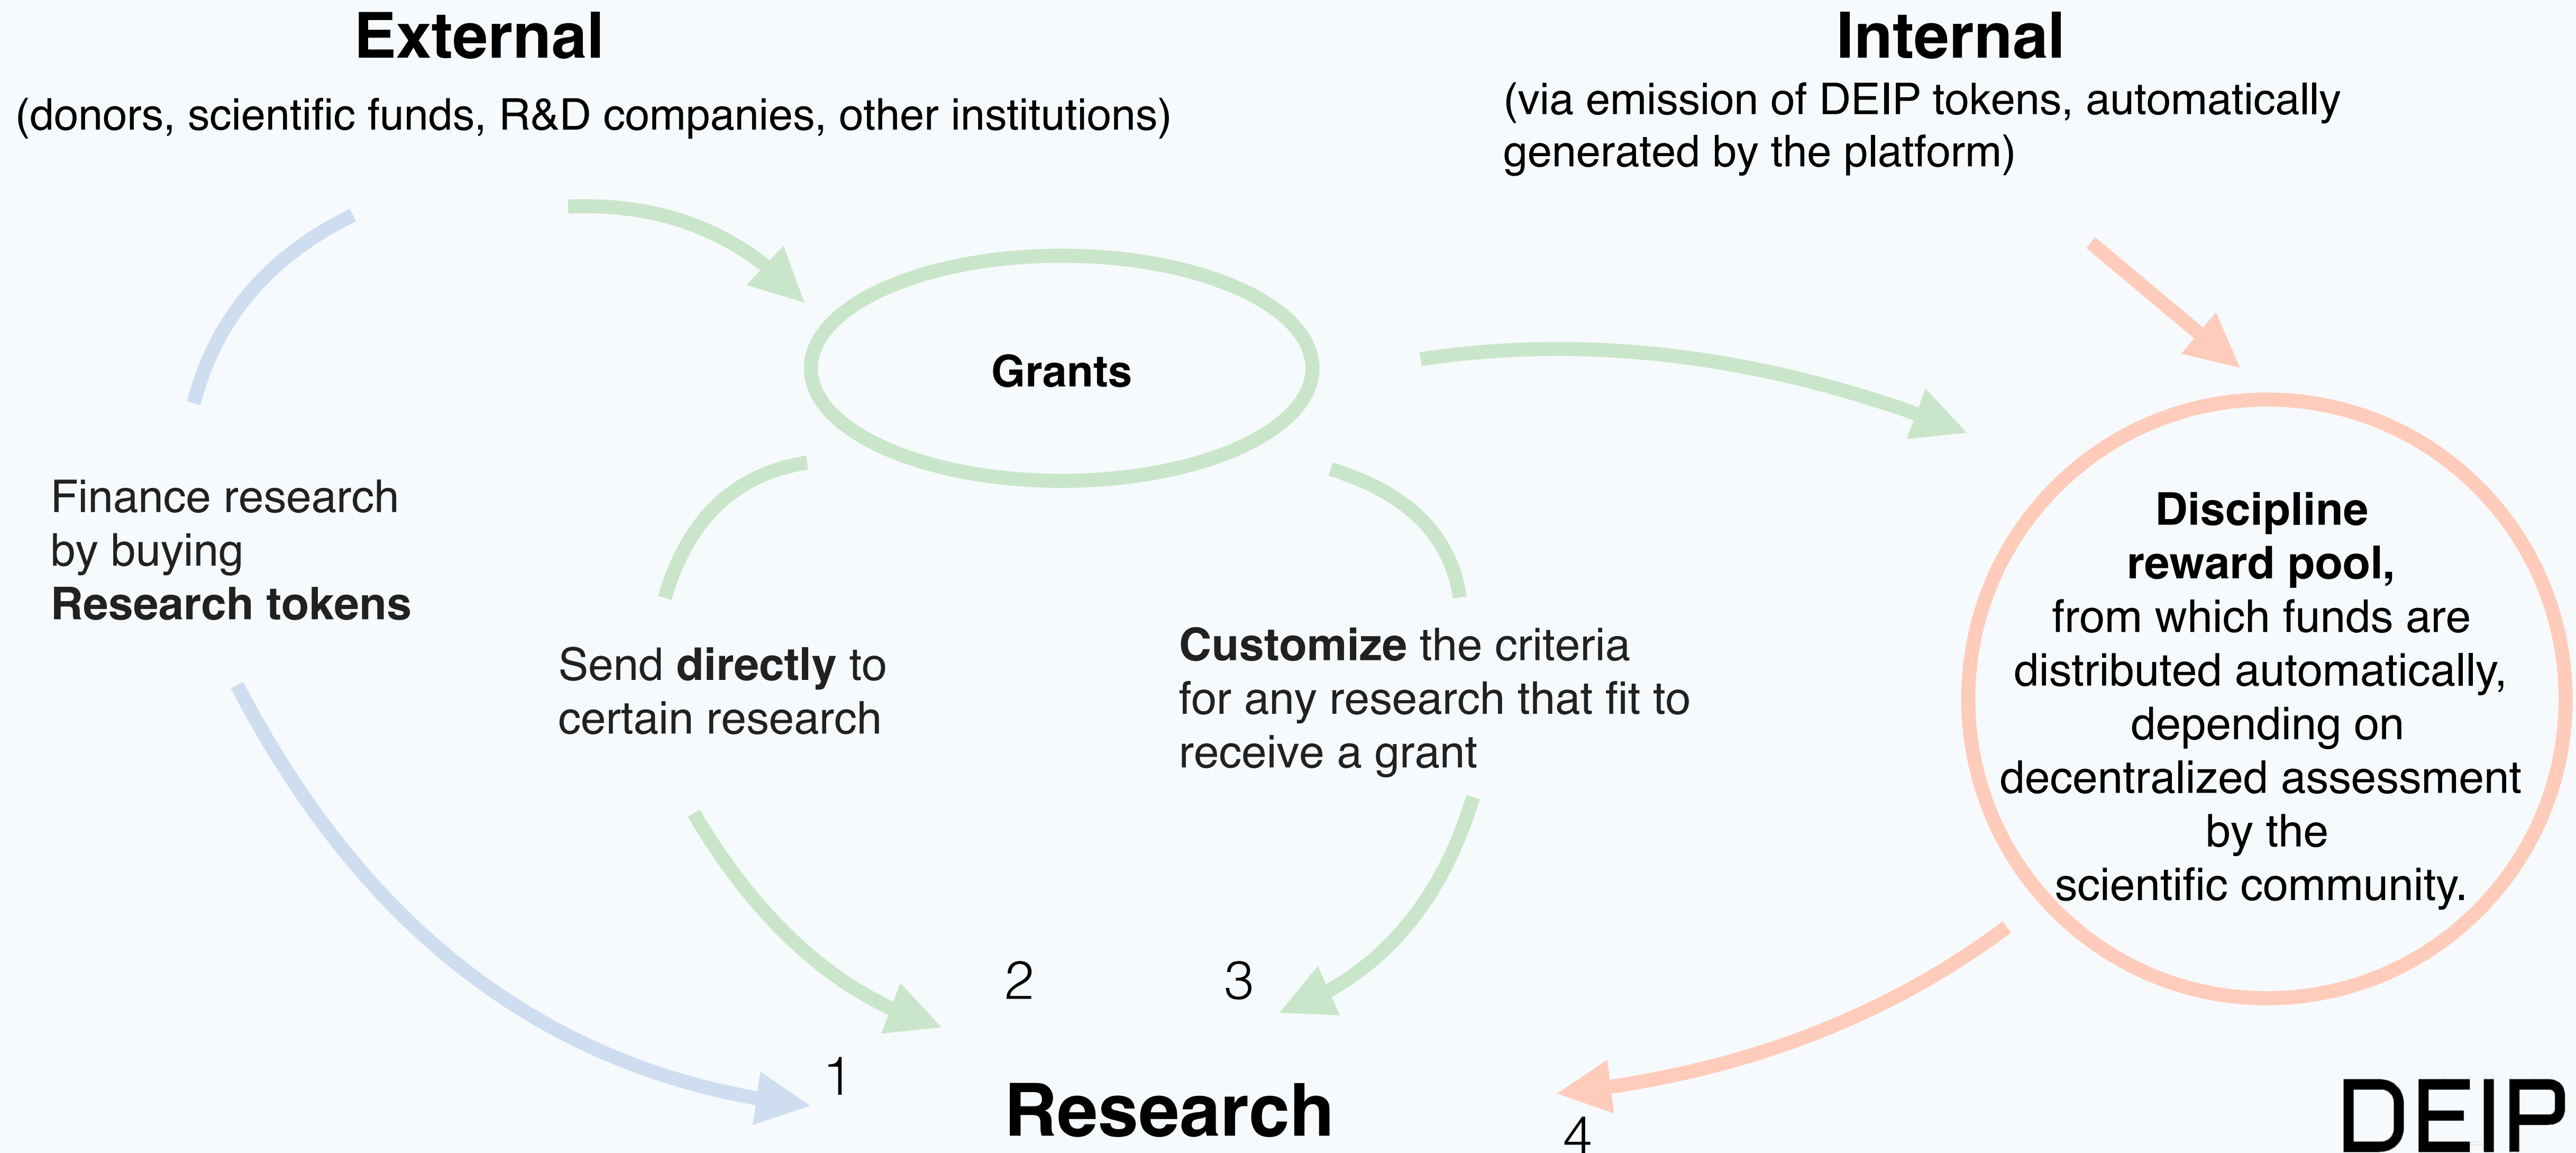 External
(donors, scientific funds, R&D companies, other institutions)
Internal
(via emission of DEIP tokens, automatically
generated by the platform)
Grants
Finance research
by buying
Research tokens
Send directly to
certain research
Customize the criteria
for any research that fit to
receive a grant
Discipline
reward pool,
from which funds are
distributed automatically,
depending on
decentralized assessment
by the
scientific community.
2
3
1
Research
4
DEIP